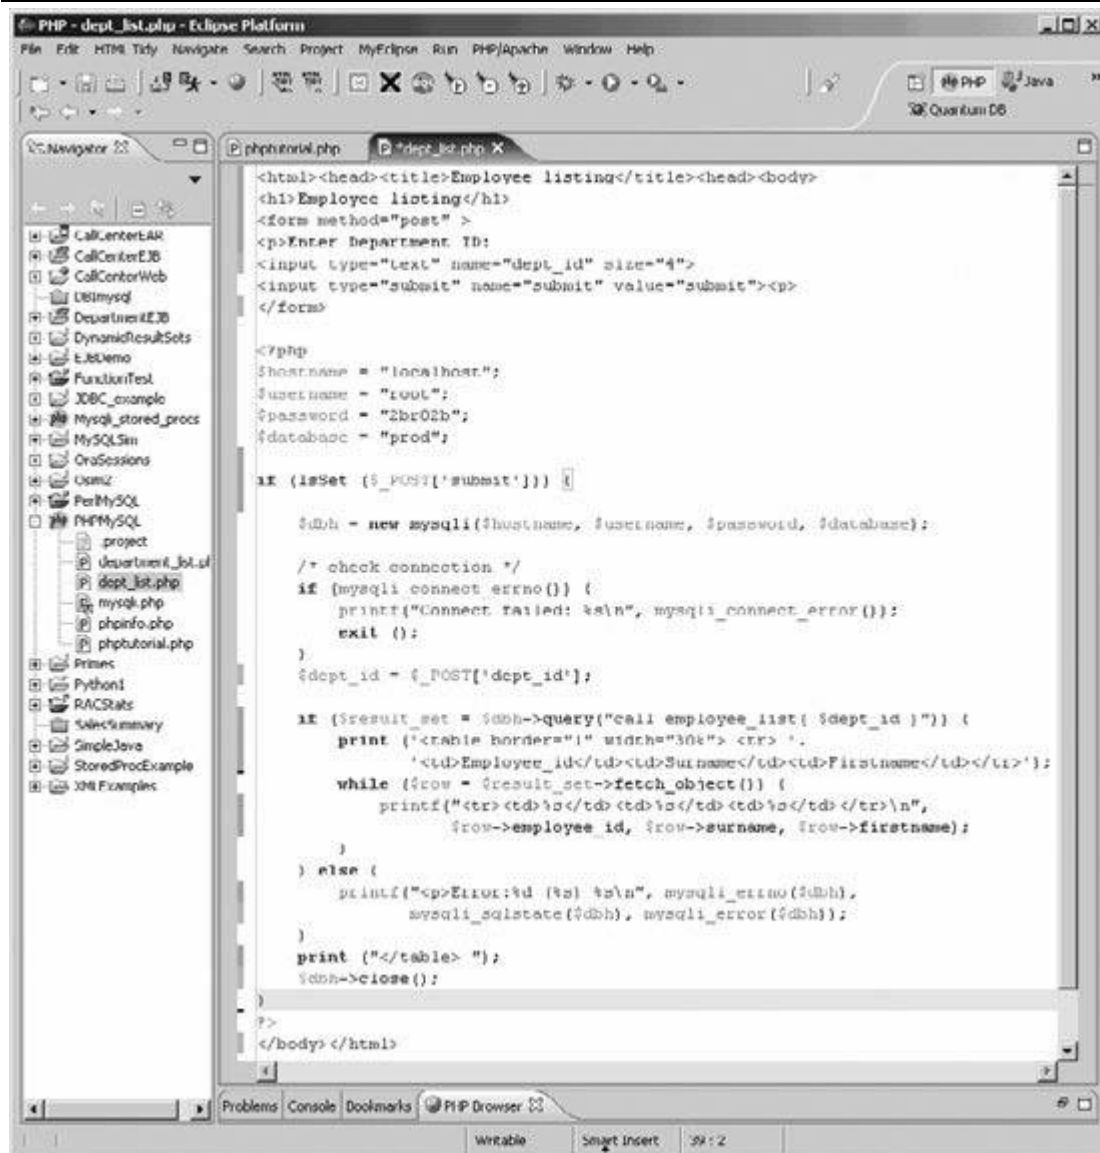 PHP - dept_list.php - Eclipse Platform
File Edit HTML Tidy Navigate Search Project MyEclipse Run PHP/Apache Window Help
PHP Java
Quantum DB
Navigator
phptutorial.php
*dept_list.php
CallCenterEAR
CallCenterEJB
CallCenterWeb
DBImysql
DepartmentEJB
DynamicResultSets
EJBDemo
FunctionTest
JDBC_example
Mysqli_stored_procs
MySQLSim
OraSessions
PerlMySQL
PHPMySQL
.project
department_list.pl
dept_list.php
mysqli.php
phpinfo.php
phptutorial.php
Primes
Python1
RACStats
SalesSummary
SimpleJava
StoredProcExample
XMLExamples
<html><head><title>Employee listing</title><head><body>
<h1>Employee listing</h1>
<form method="post" >
<p>Enter Department ID:
<input type="text" name="dept_id" size="4">
<input type="submit" name="submit" value="submit"><p>
</form>
<?php
$hostname = "localhost";
$username = "root";
$password = "2br02b";
$database = "prod";
if (isSet ($_POST['submit'])) {
$dbh = new mysqli($hostname, $username, $password, $database);
/* check connection */
if (mysqli_connect_errno()) {
printf("Connect failed: %s\n", mysqli_connect_error());
exit ();
}
$dept_id = $_POST['dept_id'];
if ($result_set = $dbh->query("call employee_list( $dept_id )")) {
print ('<table border="1" width="30%"> <tr> '.
'<td>Employee_id</td><td>Surname</td><td>Firstname</td></tr>');
while ($row = $result_set->fetch_object()) {
printf("<tr><td>%s</td><td>%s</td><td>%s</td></tr>\n",
$row->employee_id, $row->surname, $row->firstname);
}
} else {
printf("<p>Error:%d (%s) %s\n", mysqli_errno($dbh),
mysqli_sqlstate($dbh), mysqli_error($dbh));
}
print ("</table> ");
$dbh->close();
}
?>
</body></html>
Problems Console Bookmarks PHP Browser
Writable Smart Insert 39 : 2